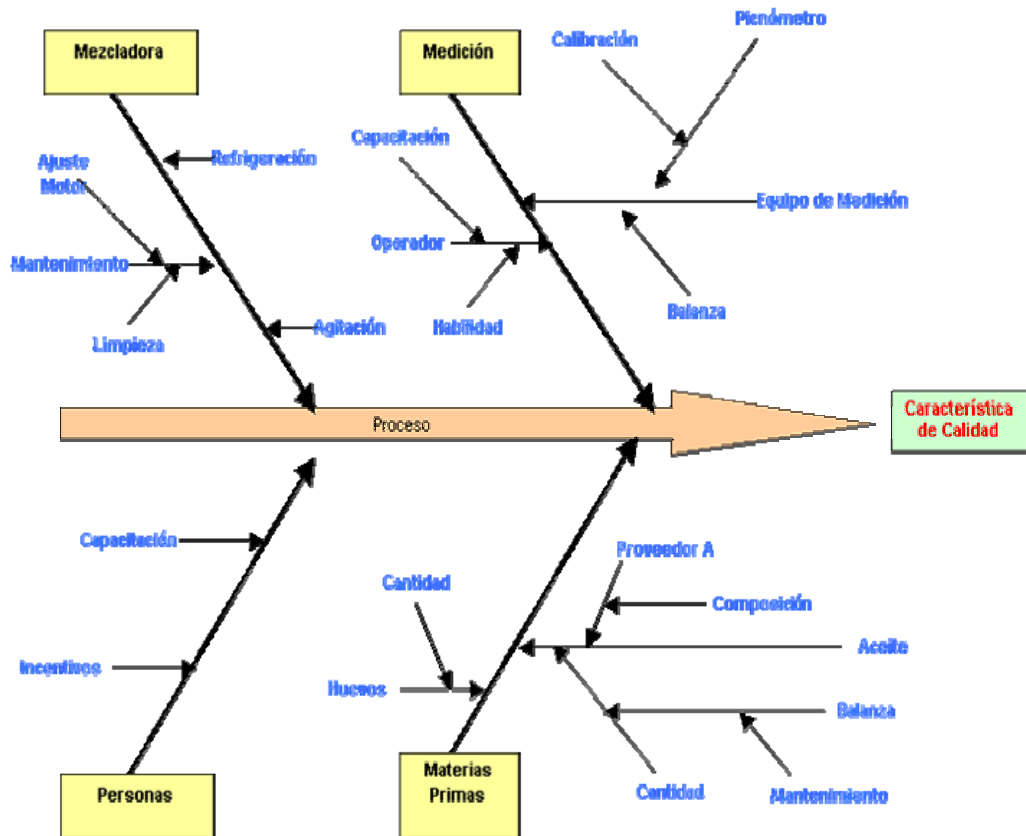 Picnómetro
Mezcladora
Medición
Calibración
Capacitación
Refrigeración
Ajuste
Motor
Equipo de Medición
Operador
Mantenimiento
Balanza
Agitación
Habilidad
Limpieza
Característica
de Calidad
Proceso
Capacitación
Proveedor A
Cantidad
Composición
Aceite
Incentivos
Huevos
Balanza
Materias
Primas
Personas
Cantidad
Mantenimiento